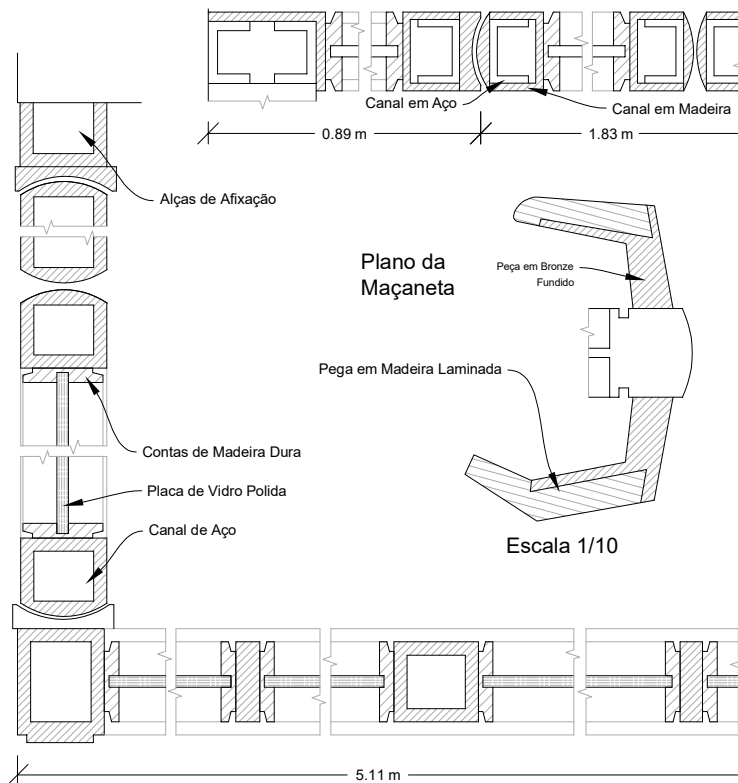 Canal em Aço
Canal em Madeira
0.89 m
1.83 m
Alças de Afixação
Plano da
Maçaneta
Peça em Bronze
Fundido
Pega em Madeira Laminada
Contas de Madeira Dura
Placa de Vidro Polida
Canal de Aço
Escala 1/10
5.11 m